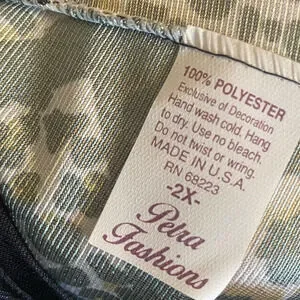 100% POLYESTER
Exclusive of Decoration
Hand wash cold. Hang
to dry. Use no bleach.
Do not twist or wring.
MADE IN U.S.A.
RN 69223
-2X-
Petra
Fashions